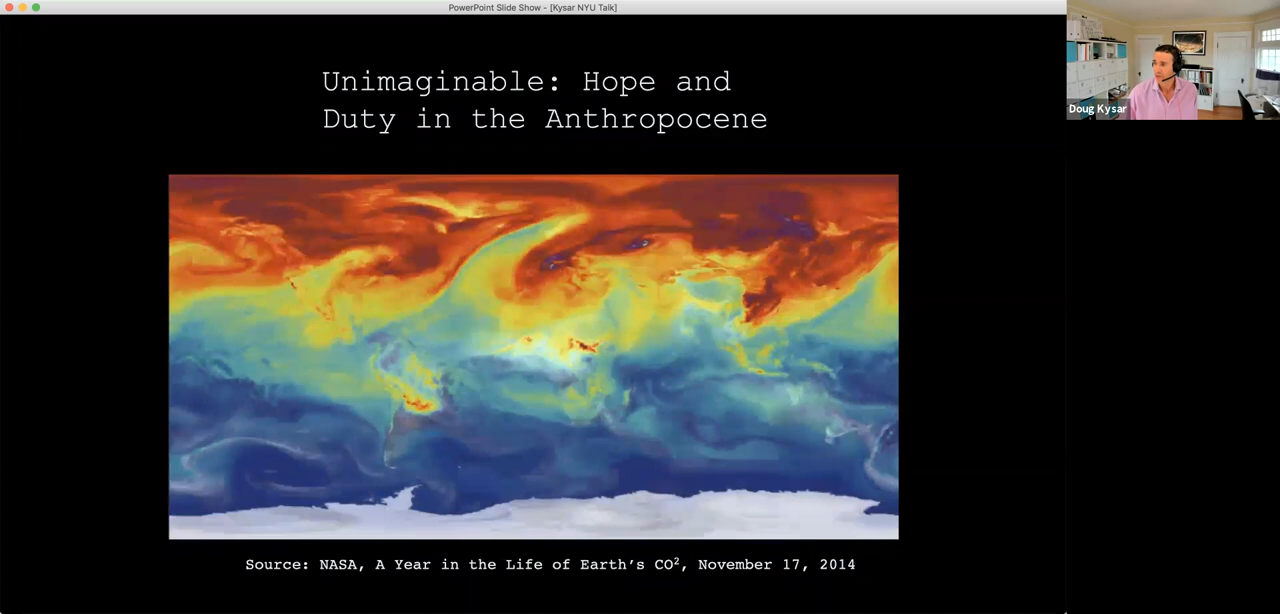 PowerPoint Slide Show - [Kysar NYU Talk]
Unimaginable: Hope and
Duty in the Anthropocene
Doug Kysar
Source: NASA, A Year in the Life of Earth’s CO², November 17, 2014